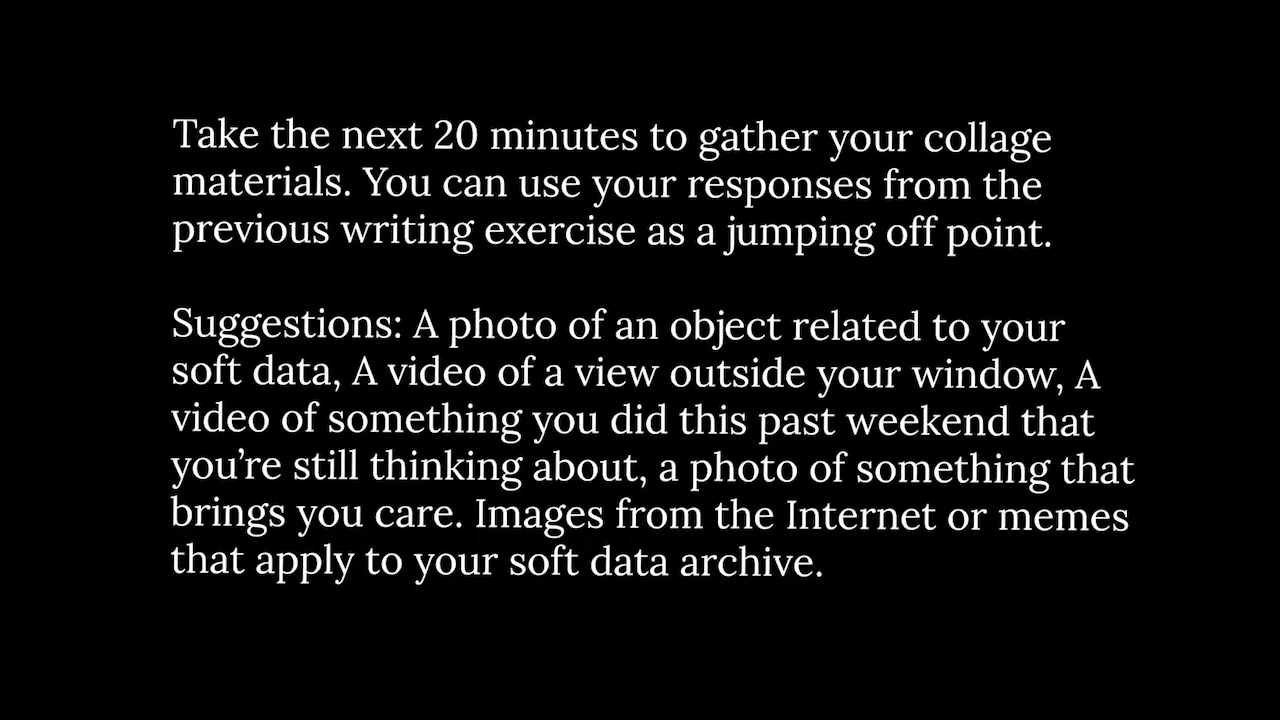 Take the next 20 minutes to gather your collage
materials. You can use your responses from the
previous writing exercise as a jumping off point.
Suggestions: A photo of an object related to your
soft data, A video of a view outside your window, A
video of something you did this past weekend that
you’re still thinking about, a photo of something that
brings you care. Images from the Internet or memes
that apply to your soft data archive.